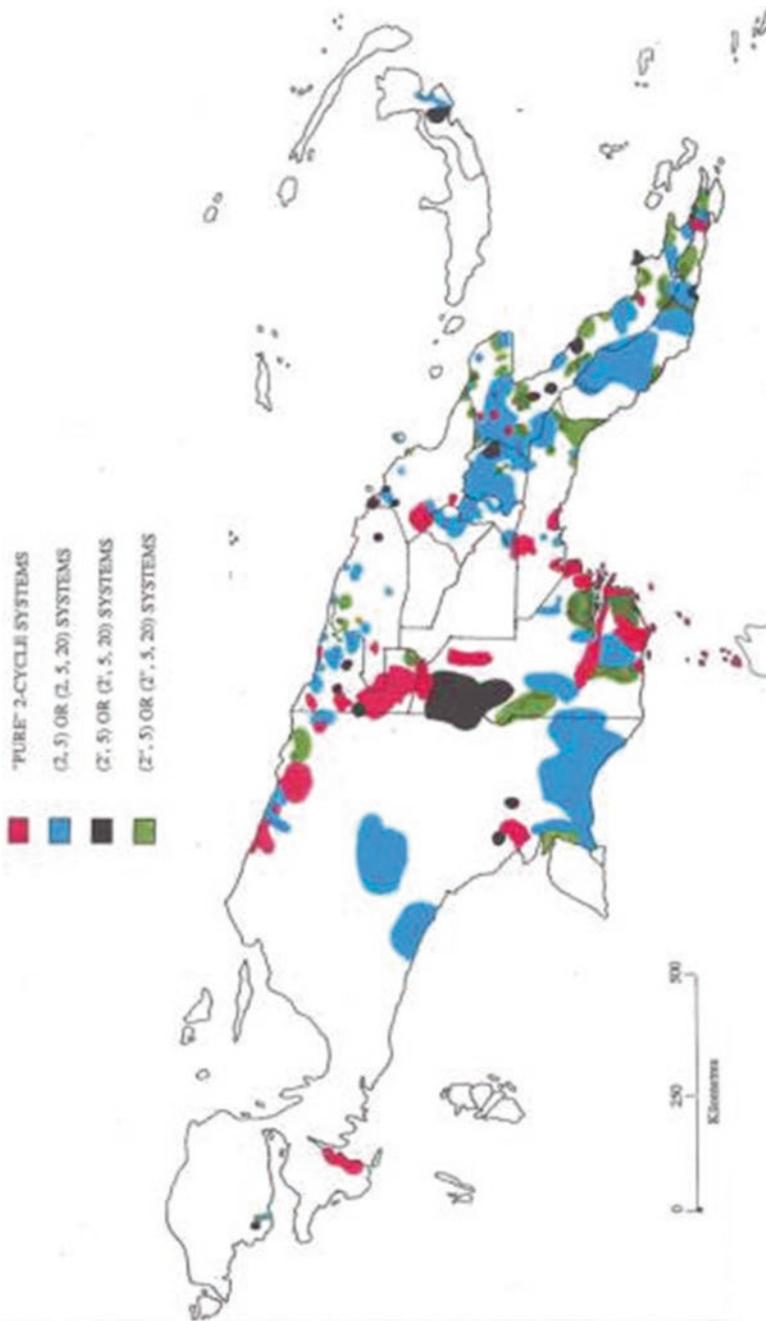 "PURE" 2-CYCLE SYSTEMS
(2, 5) OR (2, 5, 20) SYSTEMS
(2', 5) OR (2', 5, 20) SYSTEMS
(2", 5) OR (2", 5, 20) SYSTEMS
0 250 500
Kilometres